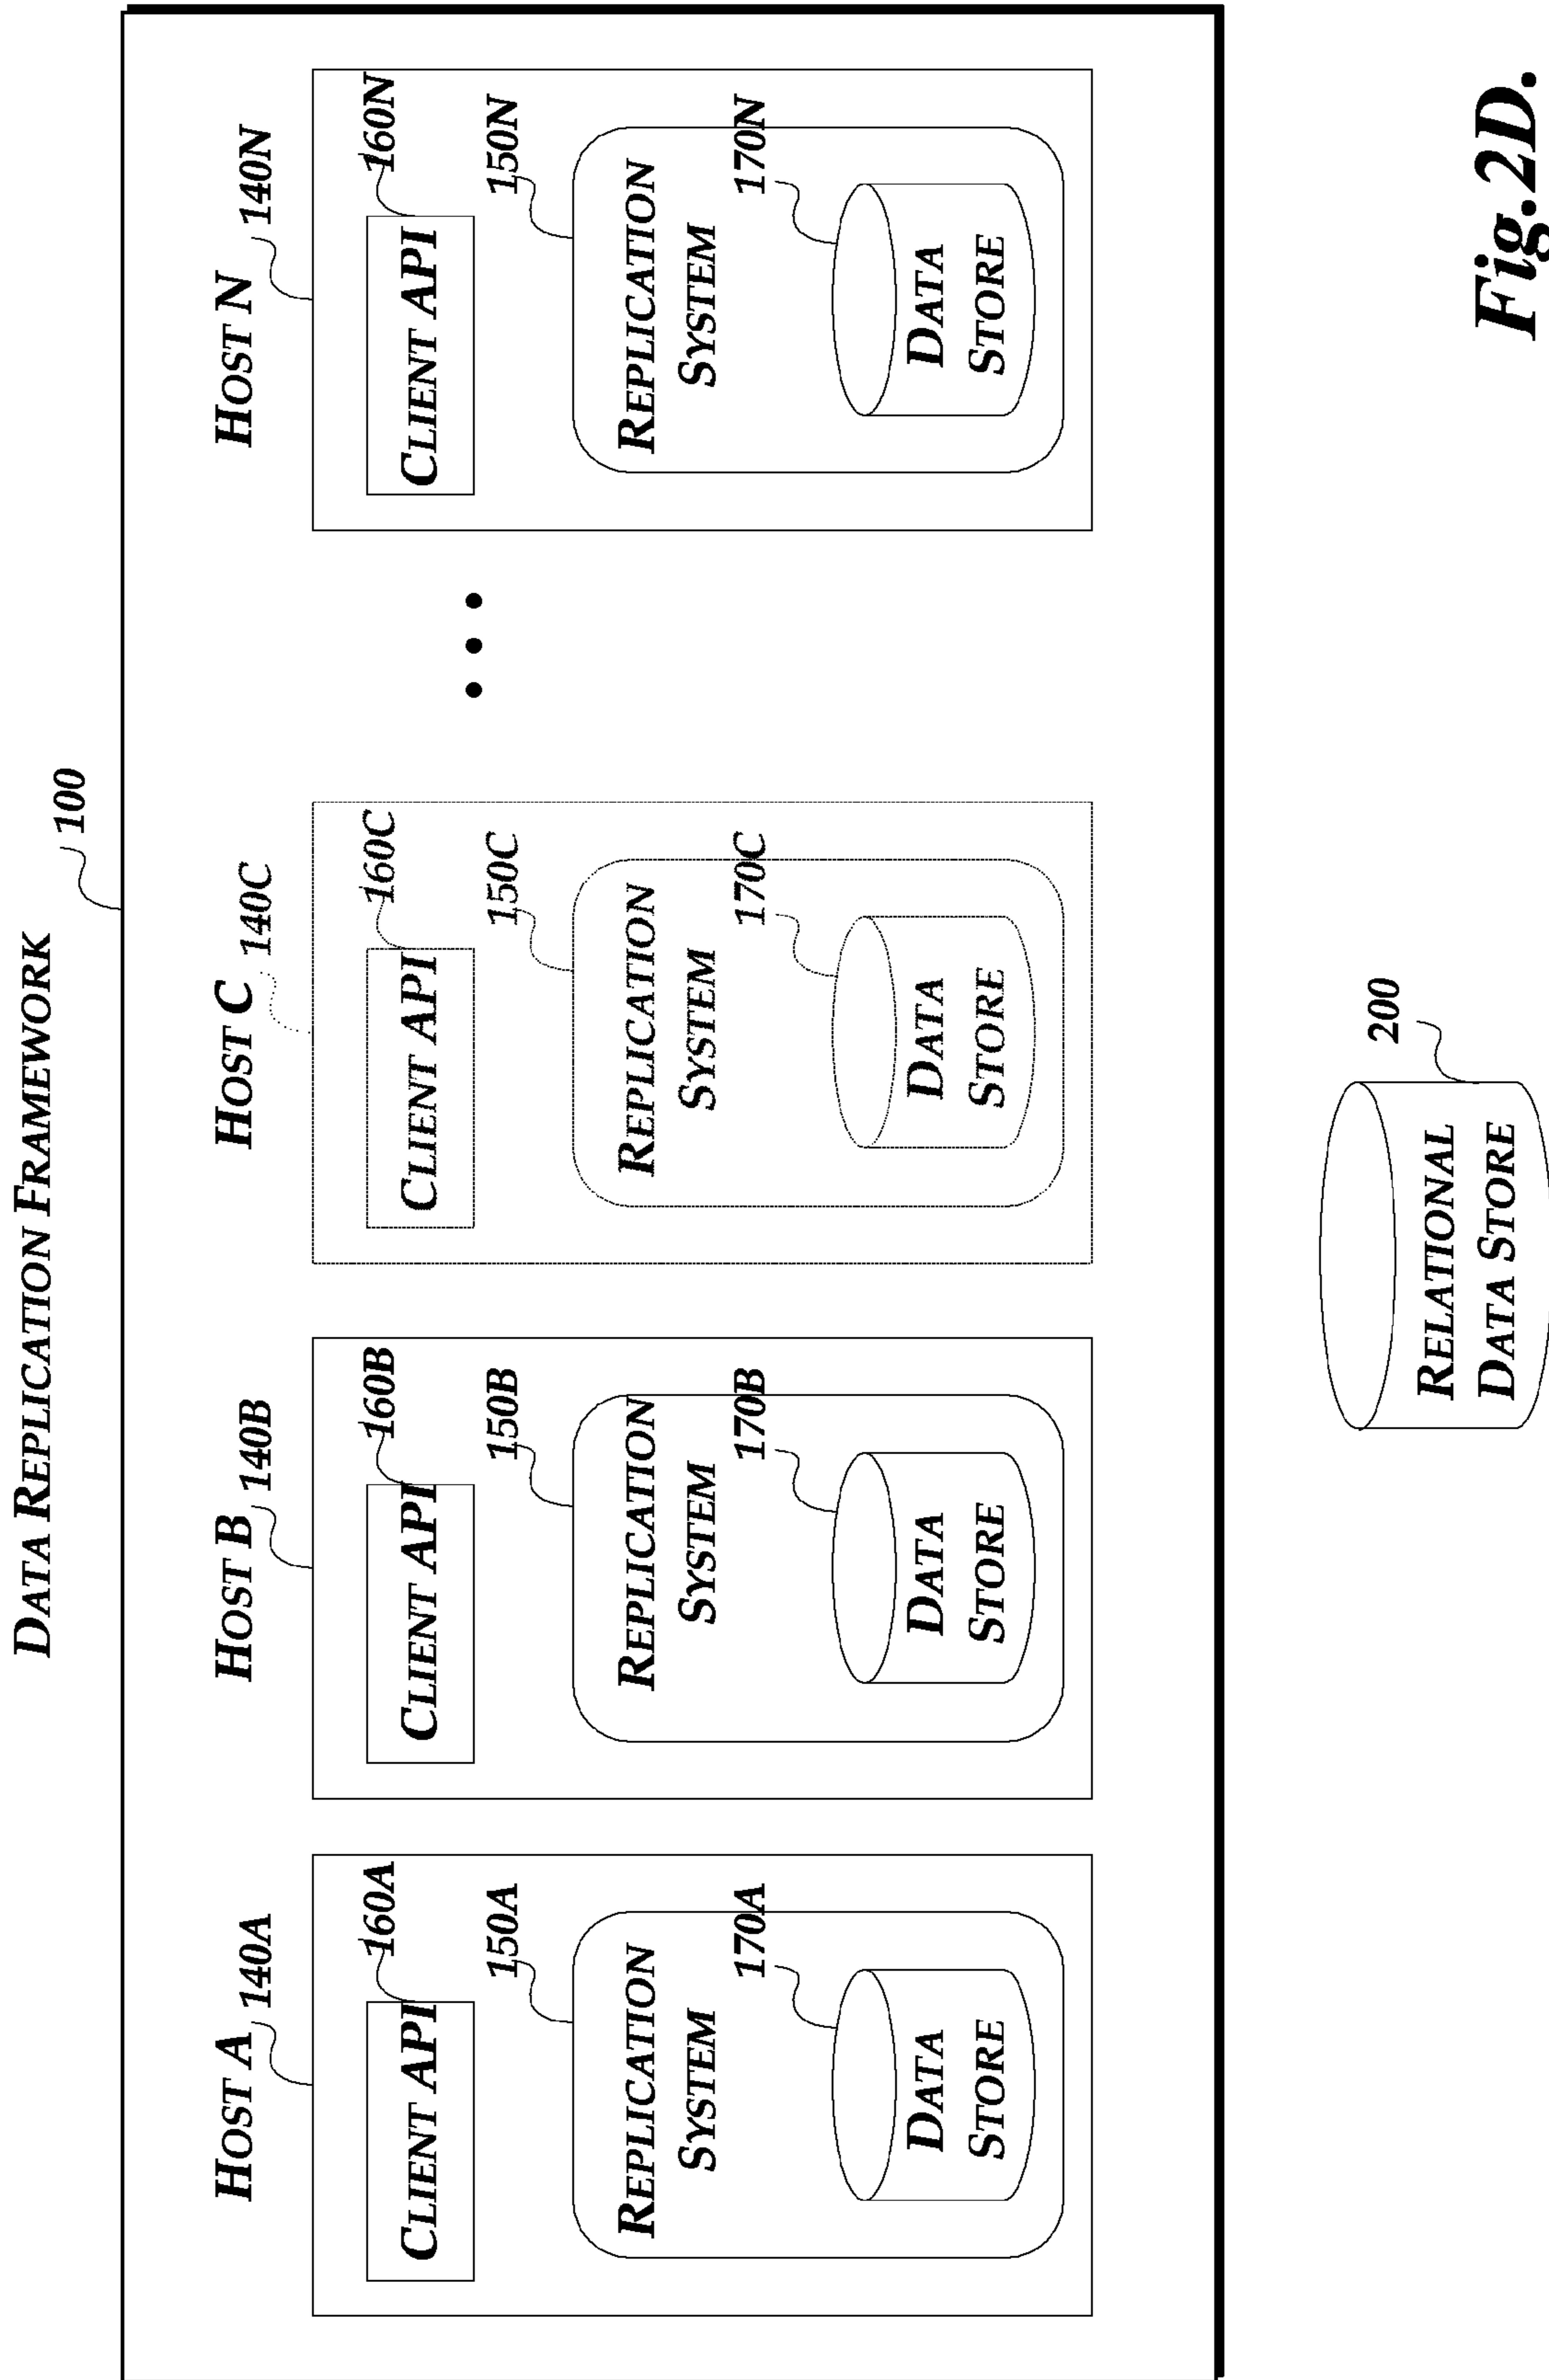 DATA REPLICATION FRAMEWORK
100
HOST A
140A
160A
CLIENT API
150A
REPLICATION
SYSTEM
170A
DATA
STORE
HOST B
140B
160B
CLIENT API
150B
REPLICATION
SYSTEM
170B
DATA
STORE
HOST C
140C
160C
CLIENT API
150C
REPLICATION
SYSTEM
170C
DATA
STORE
HOST N
140N
160N
CLIENT API
150N
REPLICATION
SYSTEM
170N
DATA
STORE
200
RELATIONAL
DATA STORE
Fig.2D.